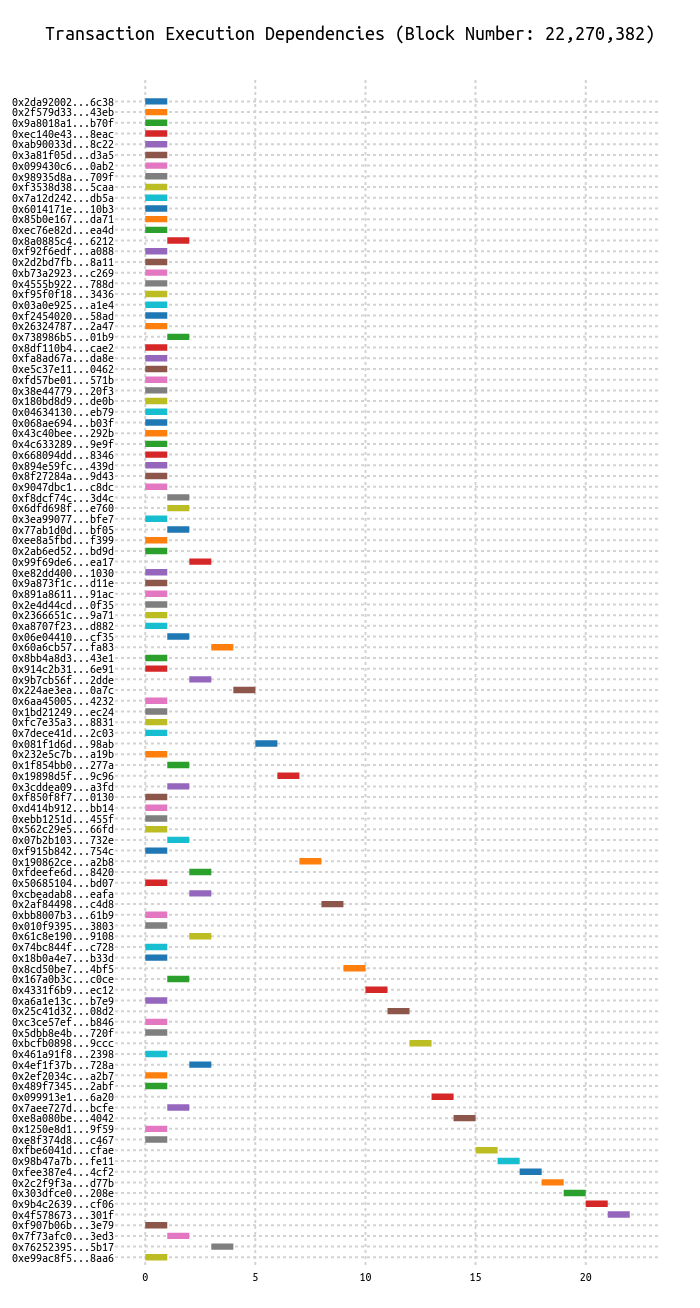 Transaction Execution Dependencies (Block Number: 22,270,382)
0x2da92002...6c38
0x2f579d33...43eb
0x9a8018a1...b70f
0xec140e43...8eac
0xab90033d...8c22
0x3a81f05d...d3a5
0x099430c6...0ab2
0x98935d8a...709f
0xf3538d38...5caa
0x7a12d242...db5a
0x6014171e...10b3
0x85b0e167...da71
0xec76e82d...ea4d
0x8a0885c4...6212
0xf92f6edf...a088
0x2d2bd7fb...8a11
0xb73a2923...c269
0x4555b922...788d
0xf95f0f18...3436
0x03a0e925...a1e4
0xf2454020...58ad
0x26324787...2a47
0x738986b5...01b9
0x8df110b4...cae2
0xfa8ad67a...da8e
0xe5c37e11...0462
0xfd57be01...571b
0x38e44779...20f3
0x180bd8d9...de0b
0x04634130...eb79
0x068ae694...b03f
0x43c40bee...292b
0x4c633289...9e9f
0x668094dd...8346
0x894e59fc...439d
0x8f27284a...9d43
0x9047dbc1...c8dc
0xf8dcf74c...3d4c
0x6dfd698f...e760
0x3ea99077...bfe7
0x77ab1d0d...bf05
0xee8a5fbd...f399
0x2ab6ed52...bd9d
0x99f69de6...ea17
0xe82dd400...1030
0x9a873f1c...d11e
0x891a8611...91ac
0x2e4d44cd...0f35
0x2366651c...9a71
0xa8707f23...d882
0x06e04410...cf35
0x60a6cb57...fa83
0x8bb4a8d3...43e1
0x914c2b31...6e91
0x9b7cb56f...2dde
0x224ae3ea...0a7c
0x6aa45005...4232
0x1bd21249...ec24
0xfc7e35a3...8831
0x7dece41d...2c03
0x081f1d6d...98ab
0x232e5c7b...a19b
0x1f854bb0...277a
0x19898d5f...9c96
0x3cddea09...a3fd
0xf850f8f7...0130
0xd414b912...bb14
0xebb1251d...455f
0x562c29e5...66fd
0x07b2b103...732e
0xf915b842...754c
0x190862ce...a2b8
0xfdeefe6d...8420
0x50685104...bd07
0xcbeadab8...eafa
0x2af84498...c4d8
0xbb8007b3...61b9
0x010f9395...3803
0x61c8e190...9108
0x74bc844f...c728
0x18b0a4e7...b33d
0x8cd50be7...4bf5
0x167a0b3c...c0ce
0x4331f6b9...ec12
0xa6a1e13c...b7e9
0x25c41d32...08d2
0xc3ce57ef...b846
0x5dbb8e4b...720f
0xbcfb0898...9ccc
0x461a91f8...2398
0x4ef1f37b...728a
0x2ef2034c...a2b7
0x489f7345...2abf
0x099913e1...6a20
0x7aee727d...bcfe
0xe8a080be...4042
0x1250e8d1...9f59
0xe8f374d8...c467
0xfbe6041d...cfae
0x98b47a7b...fe11
0xfee387e4...4cf2
0x2c2f9f3a...d77b
0x303dfce0...208e
0x9b4c2639...cf06
0x4f578673...301f
0xf907b06b...3e79
0x7f73afc0...3ed3
0x76252395...5b17
0xe99ac8f5...8aa6
0 5 10 15 20